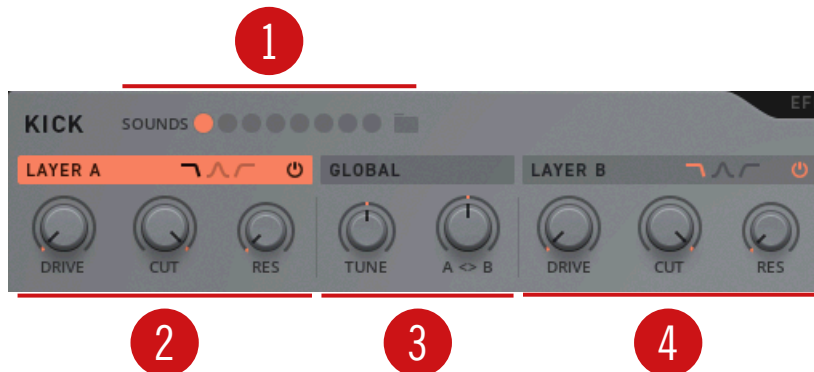 1
EF
KICK SOUNDS
LAYER A GLOBAL LAYER B
DRIVE CUT RES TUNE A <> B DRIVE CUT RES
2 3 4